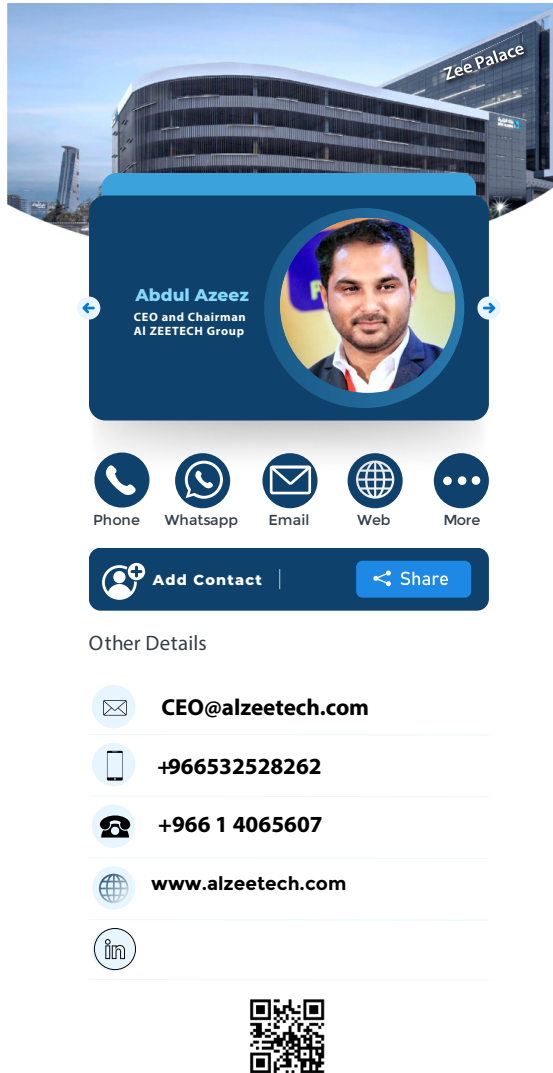 Zee Palace
Abdul Azeez
CEO and Chairman
Al ZEETECH Group
Phone
Whatsapp
Email
Web
More
Add Contact
Share
Other Details
CEO@alzeetech.com
+966532528262
+966 1 4065607
www.alzeetech.com
in